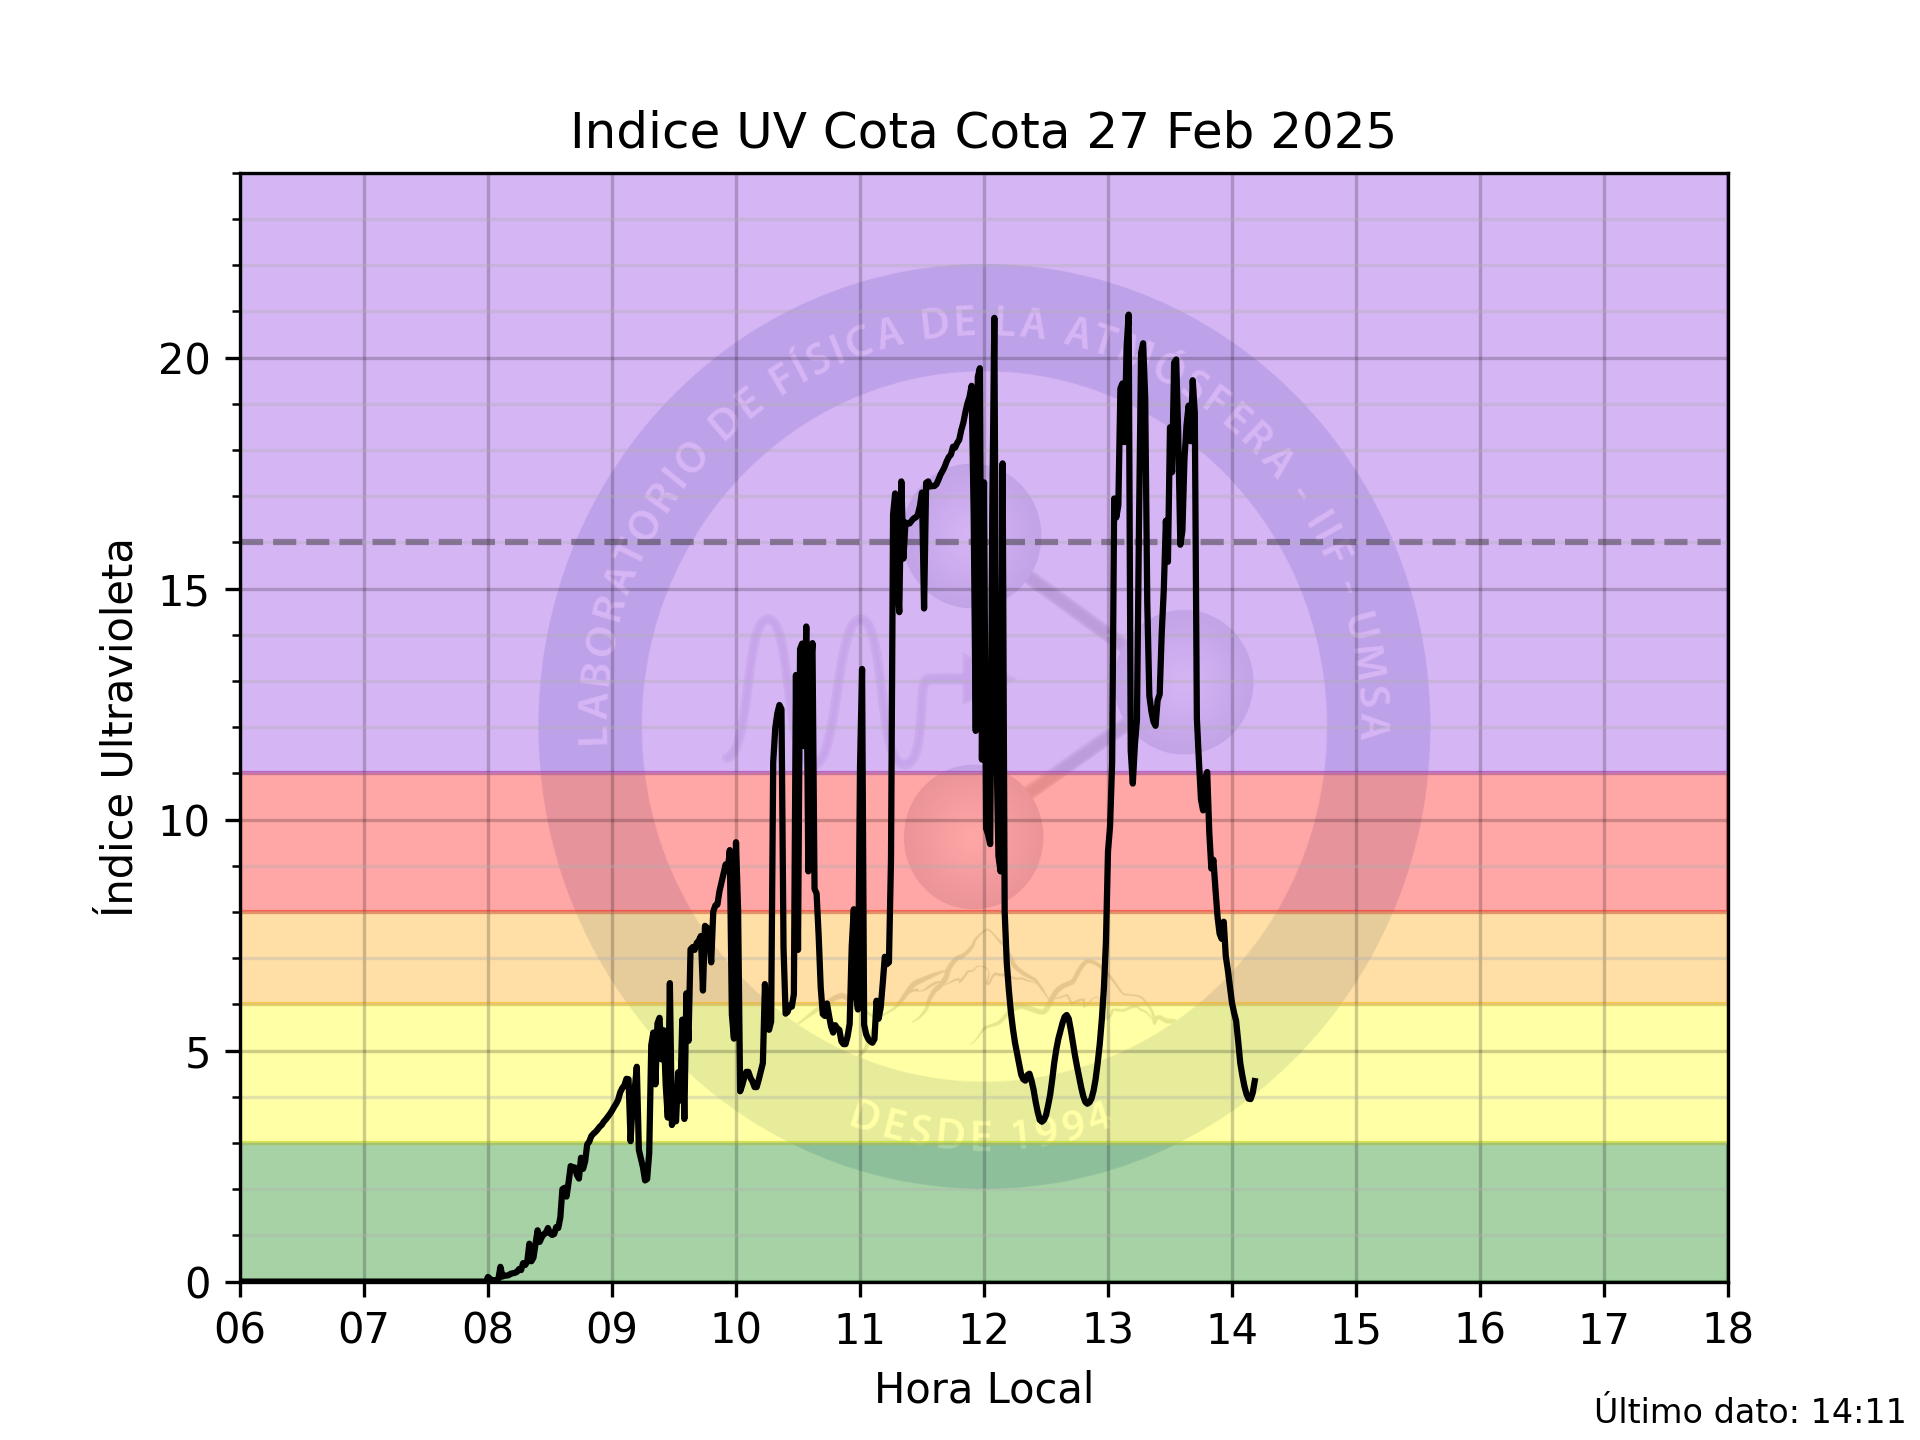 Indice UV Cota Cota 27 Feb 2025
LABORATORIO DE FÍSICA DE LA ATMÓSFERA - IIF - UMSA
DESDE 1994
Índice Ultravioleta
20
15
10
5
0
06 07 08 09 10 11 12 13 14 15 16 17 18
Hora Local
Último dato: 14:11